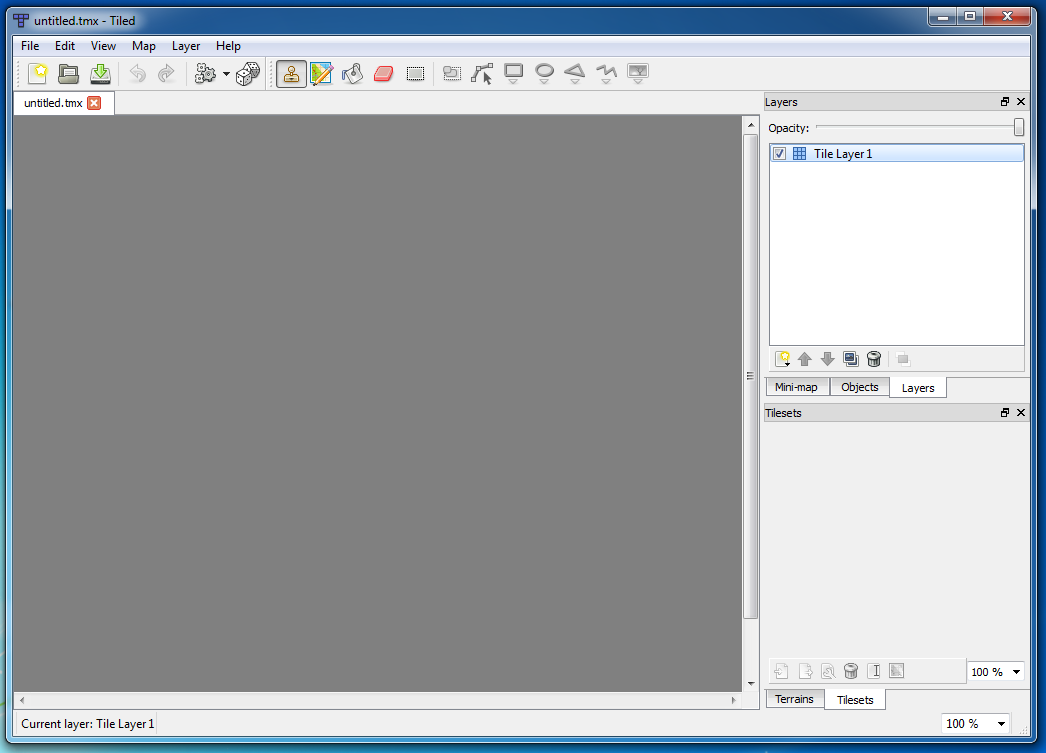 untitled.tmx - Tiled
File Edit View Map Layer Help
untitled.tmx
Layers
Opacity:
Tile Layer 1
Mini-map Objects Layers
Tilesets
100 %
Terrains Tilesets
Current layer: Tile Layer 1
100 %